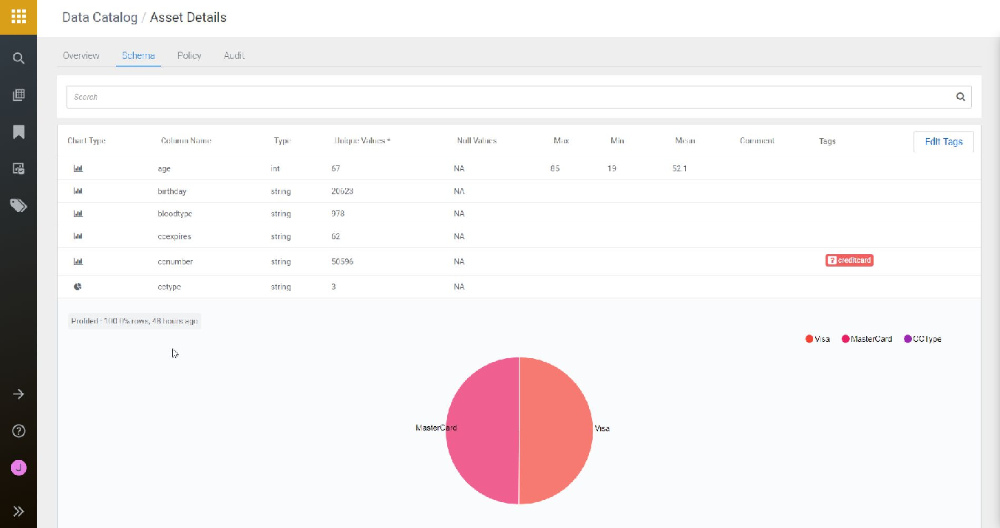 Data Catalog / Asset Details
Overview Schema Policy Audit
Search
Chart Type Column Name Type Unique Values * Null Values Max Min Mean Comment Tags Edit Tags
age int 67 NA 85 19 52.1
birthday string 20623 NA
bloodtype string 978 NA
ccexpires string 62 NA
ccnumber string 50596 NA ? creditcard
cctype string 3 NA
Profiled : 100.0% rows, 48 hours ago
Visa MasterCard CCType
MasterCard Visa
?
J